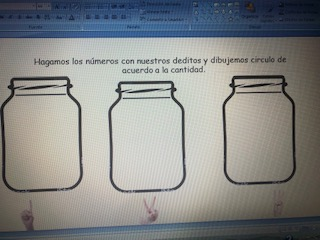 Hagamos los números con nuestros deditos y dibujemos circulo de
acuerdo a la cantidad.